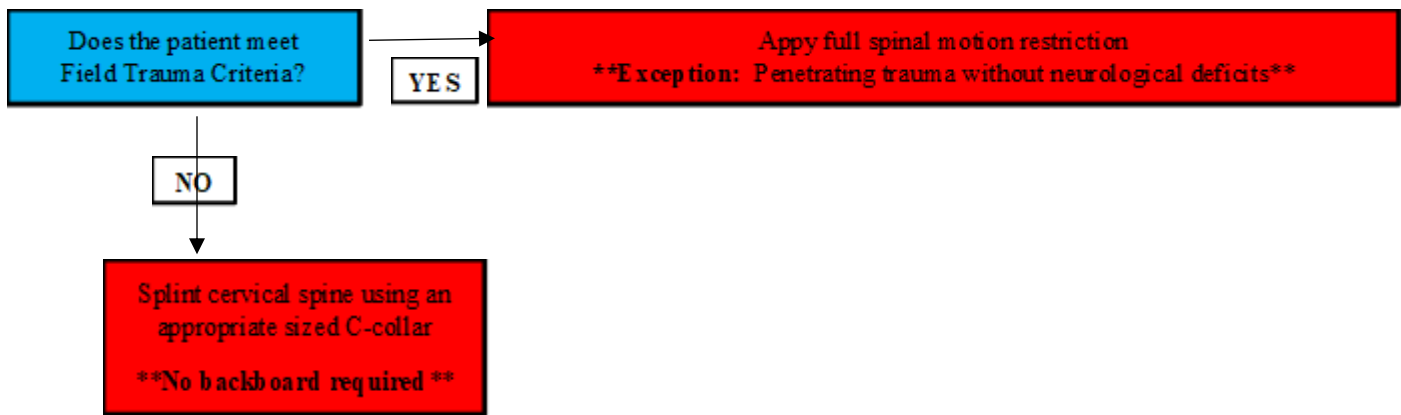 Does the patient meet
Field Trauma Criteria?
YES
Appy full spinal motion restriction
**Exception: Penetrating trauma without neurological deficits**
NO
Splint cervical spine using an
appropriate sized C-collar
**No backboard required **